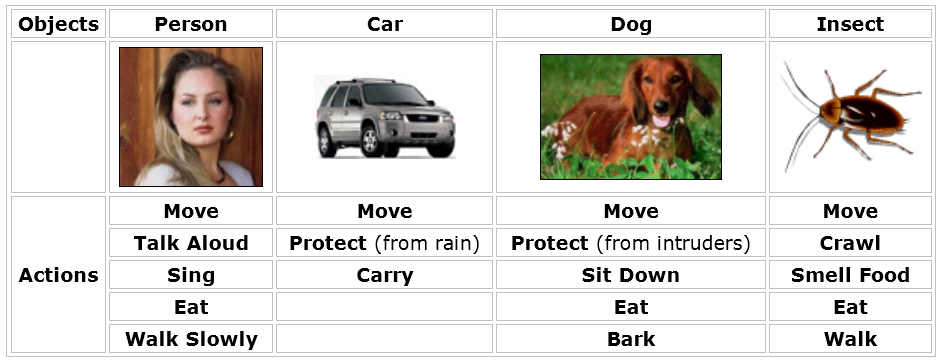 Objects Person Car Dog Insect
Move Move Move Move
Talk Aloud Protect (from rain) Protect (from intruders) Crawl
Actions Sing Carry Sit Down Smell Food
Eat Eat Eat
Walk Slowly Bark Walk